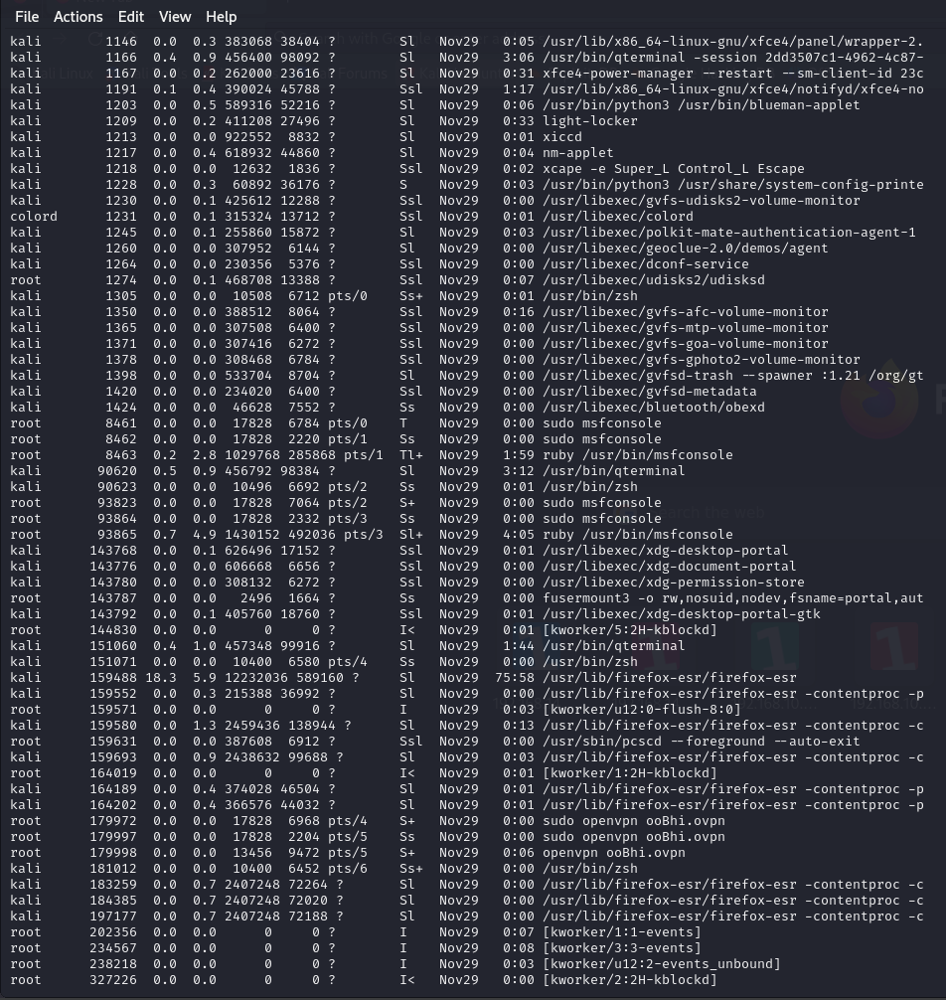 File Actions Edit View Help
kali 1146 0.0 0.3 383068 38404 ? Sl Nov29 0:05 /usr/lib/x86_64-linux-gnu/xfce4/panel/wrapper-2.
kali 1166 0.4 0.9 456400 98092 ? Sl Nov29 3:06 /usr/bin/qterminal -session 2dd3507c1-4962-4c87-
kali 1167 0.0 0.2 262000 23616 ? Sl Nov29 0:31 xfce4-power-manager --restart --sm-client-id 23c
kali 1191 0.1 0.4 390024 45788 ? Ssl Nov29 1:17 /usr/lib/x86_64-linux-gnu/xfce4/notifyd/xfce4-no
kali 1203 0.0 0.5 589316 52216 ? Sl Nov29 0:06 /usr/bin/python3 /usr/bin/blueman-applet
kali 1209 0.0 0.2 411208 27496 ? Sl Nov29 0:33 light-locker
kali 1213 0.0 0.0 922552 8832 ? Sl Nov29 0:01 xiccd
kali 1217 0.0 0.4 618932 44860 ? Sl Nov29 0:04 nm-applet
kali 1218 0.0 0.0 12632 1836 ? Ssl Nov29 0:02 xcape -e Super_L Control_L Escape
kali 1228 0.0 0.3 60892 36176 ? S Nov29 0:03 /usr/bin/python3 /usr/share/system-config-printe
kali 1230 0.0 0.1 425612 12288 ? Ssl Nov29 0:00 /usr/libexec/gvfs-udisks2-volume-monitor
colord 1231 0.0 0.1 315324 13712 ? Ssl Nov29 0:01 /usr/libexec/colord
kali 1245 0.0 0.1 255860 15872 ? Sl Nov29 0:03 /usr/libexec/polkit-mate-authentication-agent-1
kali 1260 0.0 0.0 307952 6144 ? Sl Nov29 0:00 /usr/libexec/geoclue-2.0/demos/agent
kali 1264 0.0 0.0 230356 5376 ? Ssl Nov29 0:00 /usr/libexec/dconf-service
root 1274 0.0 0.1 468708 13388 ? Ssl Nov29 0:07 /usr/libexec/udisks2/udisksd
kali 1305 0.0 0.0 10508 6712 pts/0 Ss+ Nov29 0:01 /usr/bin/zsh
kali 1350 0.0 0.0 388512 8064 ? Ssl Nov29 0:16 /usr/libexec/gvfs-afc-volume-monitor
kali 1365 0.0 0.0 307508 6400 ? Ssl Nov29 0:00 /usr/libexec/gvfs-mtp-volume-monitor
kali 1371 0.0 0.0 307416 6272 ? Ssl Nov29 0:00 /usr/libexec/gvfs-goa-volume-monitor
kali 1378 0.0 0.0 308468 6784 ? Ssl Nov29 0:00 /usr/libexec/gvfs-gphoto2-volume-monitor
kali 1398 0.0 0.0 533704 8704 ? Sl Nov29 0:00 /usr/libexec/gvfsd-trash --spawner :1.21 /org/gt
kali 1420 0.0 0.0 234020 6400 ? Ssl Nov29 0:00 /usr/libexec/gvfsd-metadata
kali 1424 0.0 0.0 46628 7552 ? Ss Nov29 0:00 /usr/libexec/bluetooth/obexd
root 8461 0.0 0.0 17828 6784 pts/0 T Nov29 0:00 sudo msfconsole
root 8462 0.0 0.0 17828 2220 pts/1 Ss Nov29 0:00 sudo msfconsole
root 8463 0.2 2.8 1029768 285868 pts/1 Tl+ Nov29 1:59 ruby /usr/bin/msfconsole
kali 90620 0.5 0.9 456792 98384 ? Sl Nov29 3:12 /usr/bin/qterminal
kali 90623 0.0 0.0 10496 6692 pts/2 Ss Nov29 0:01 /usr/bin/zsh
root 93823 0.0 0.0 17828 7064 pts/2 S+ Nov29 0:00 sudo msfconsole
root 93864 0.0 0.0 17828 2332 pts/3 Ss Nov29 0:00 sudo msfconsole
root 93865 0.7 4.9 1430152 492036 pts/3 Sl+ Nov29 4:05 ruby /usr/bin/msfconsole
kali 143768 0.0 0.1 626496 17152 ? Ssl Nov29 0:01 /usr/libexec/xdg-desktop-portal
kali 143776 0.0 0.0 606668 6656 ? Ssl Nov29 0:00 /usr/libexec/xdg-document-portal
kali 143780 0.0 0.0 308132 6272 ? Ssl Nov29 0:00 /usr/libexec/xdg-permission-store
root 143787 0.0 0.0 2496 1664 ? Ss Nov29 0:00 fusermount3 -o rw,nosuid,nodev,fsname=portal,aut
kali 143792 0.0 0.1 405760 18760 ? Ssl Nov29 0:01 /usr/libexec/xdg-desktop-portal-gtk
root 144830 0.0 0.0 0 0 ? I< Nov29 0:01 [kworker/5:2H-kblockd]
kali 151060 0.4 1.0 457348 99916 ? Sl Nov29 1:44 /usr/bin/qterminal
kali 151071 0.0 0.0 10400 6580 pts/4 Ss Nov29 0:00 /usr/bin/zsh
kali 159488 18.3 5.9 12232036 589160 ? Sl Nov29 75:58 /usr/lib/firefox-esr/firefox-esr
kali 159552 0.0 0.3 215388 36992 ? Sl Nov29 0:00 /usr/lib/firefox-esr/firefox-esr -contentproc -p
root 159571 0.0 0.0 0 0 ? I Nov29 0:03 [kworker/u12:0-flush-8:0]
kali 159580 0.0 1.3 2459436 138944 ? Sl Nov29 0:13 /usr/lib/firefox-esr/firefox-esr -contentproc -c
root 159631 0.0 0.0 387608 6912 ? Ssl Nov29 0:00 /usr/sbin/pcscd --foreground --auto-exit
kali 159693 0.0 0.9 2438632 99688 ? Sl Nov29 0:03 /usr/lib/firefox-esr/firefox-esr -contentproc -c
root 164019 0.0 0.0 0 0 ? I< Nov29 0:01 [kworker/1:2H-kblockd]
kali 164189 0.0 0.4 374028 46504 ? Sl Nov29 0:01 /usr/lib/firefox-esr/firefox-esr -contentproc -p
kali 164202 0.0 0.4 366576 44032 ? Sl Nov29 0:01 /usr/lib/firefox-esr/firefox-esr -contentproc -p
root 179972 0.0 0.0 17828 6968 pts/4 S+ Nov29 0:00 sudo openvpn ooBhi.ovpn
root 179997 0.0 0.0 17828 2204 pts/5 Ss Nov29 0:00 sudo openvpn ooBhi.ovpn
root 179998 0.0 0.0 13456 9472 pts/5 S+ Nov29 0:06 openvpn ooBhi.ovpn
kali 181012 0.0 0.0 10400 6452 pts/6 Ss+ Nov29 0:00 /usr/bin/zsh
kali 183259 0.0 0.7 2407248 72264 ? Sl Nov29 0:00 /usr/lib/firefox-esr/firefox-esr -contentproc -c
kali 184385 0.0 0.7 2407248 72020 ? Sl Nov29 0:00 /usr/lib/firefox-esr/firefox-esr -contentproc -c
kali 197177 0.0 0.7 2407248 72188 ? Sl Nov29 0:00 /usr/lib/firefox-esr/firefox-esr -contentproc -c
root 202356 0.0 0.0 0 0 ? I Nov29 0:07 [kworker/1:1-events]
root 234567 0.0 0.0 0 0 ? I Nov29 0:08 [kworker/3:3-events]
root 238218 0.0 0.0 0 0 ? I Nov29 0:03 [kworker/u12:2-events_unbound]
root 327226 0.0 0.0 0 0 ? I< Nov29 0:00 [kworker/2:2H-kblockd]